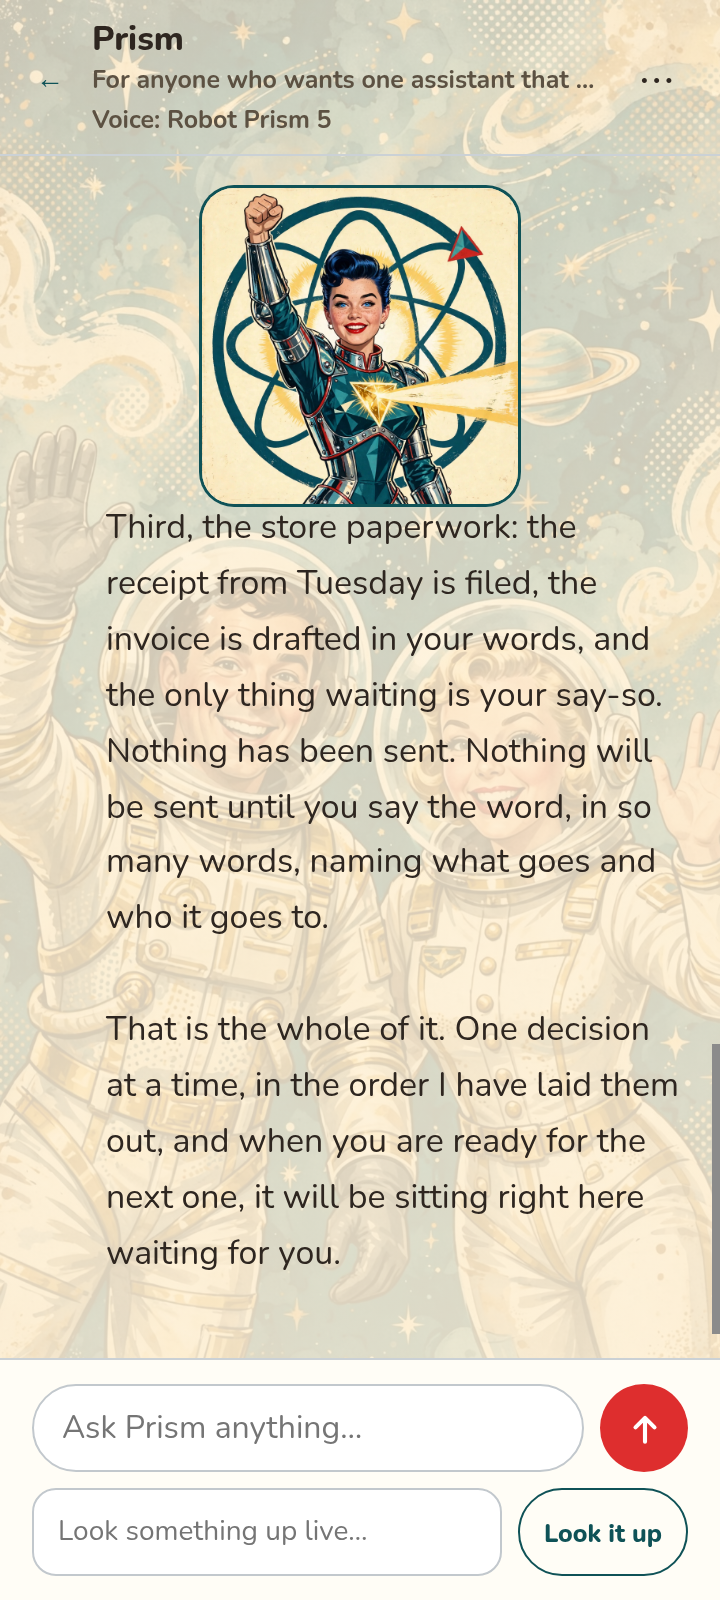 Prism
← For anyone who wants one assistant that ... ...
Voice: Robot Prism 5
Third, the store paperwork: the
receipt from Tuesday is filed, the
invoice is drafted in your words, and
the only thing waiting is your say-so.
Nothing has been sent. Nothing will
be sent until you say the word, in so
many words, naming what goes and
who it goes to.
That is the whole of it. One decision
at a time, in the order I have laid them
out, and when you are ready for the
next one, it will be sitting right here
waiting for you.
Ask Prism anything...
Look something up live...
Look it up